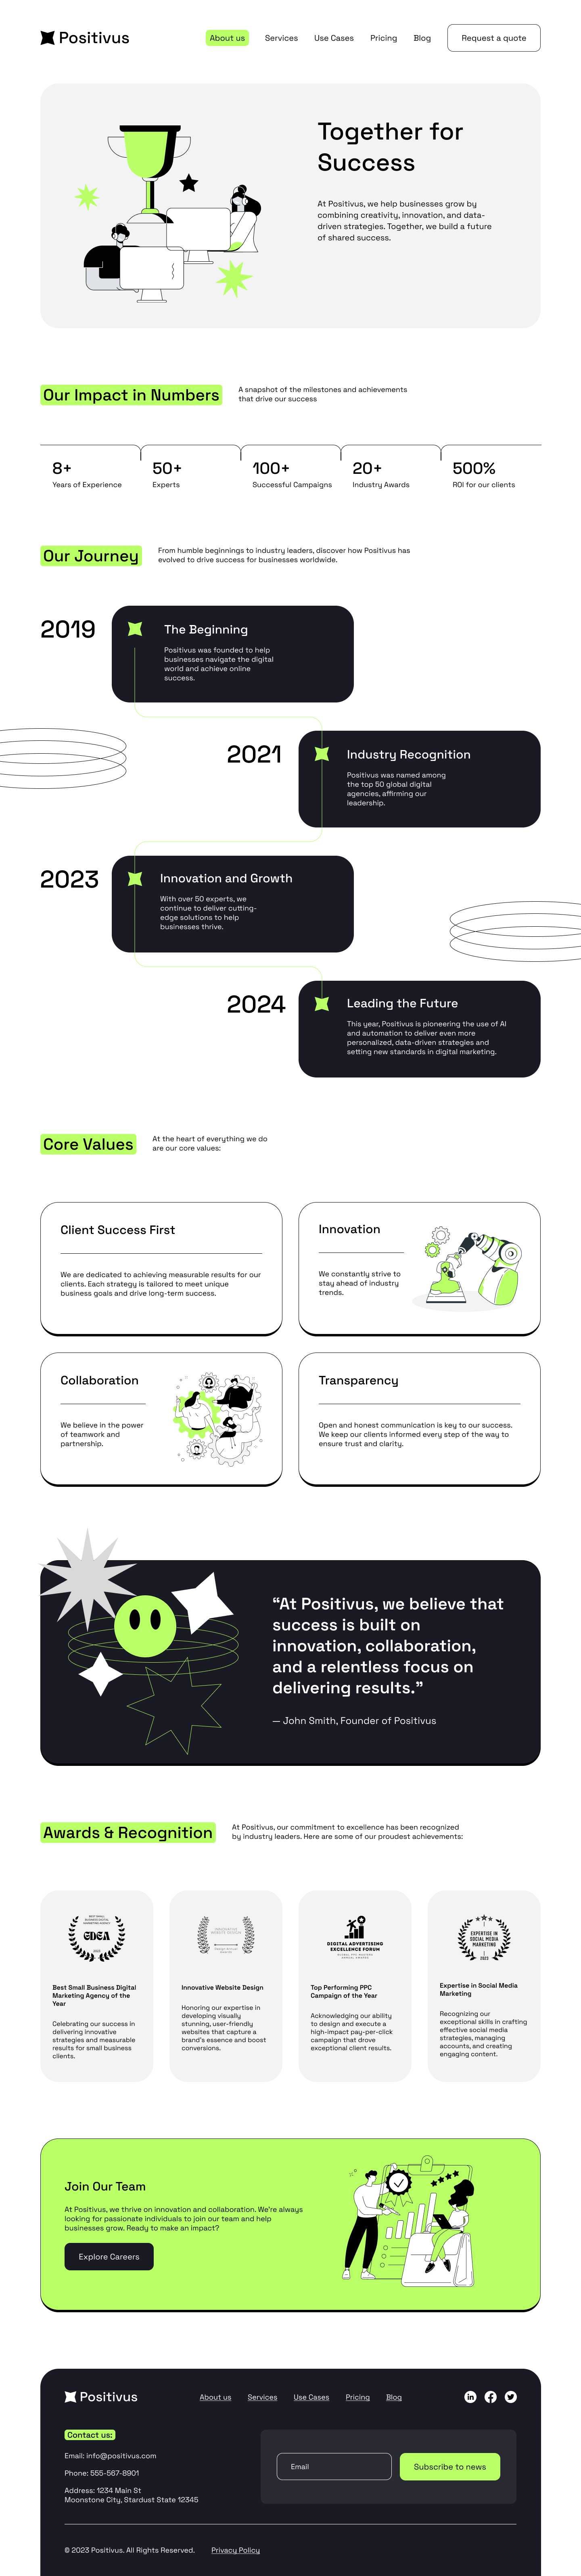 Positivus
About us
Services
Use Cases
Pricing
Blog
Request a quote
Together for
Success
At Positivus, we help businesses grow by
combining creativity, innovation, and data-
driven strategies. Together, we build a future
of shared success.
Our Impact in Numbers
A snapshot of the milestones and achievements
that drive our success
8+
Years of Experience
50+
Experts
100+
Successful Campaigns
20+
Industry Awards
500%
ROI for our clients
Our Journey
From humble beginnings to industry leaders, discover how Positivus has
evolved to drive success for businesses worldwide.
2019
The Beginning
Positivus was founded to help
businesses navigate the digital
world and achieve online
success.
2021
Industry Recognition
Positivus was named among
the top 50 global digital
agencies, affirming our
leadership.
2023
Innovation and Growth
With over 50 experts, we
continue to deliver cutting-
edge solutions to help
businesses thrive.
2024
Leading the Future
This year, Positivus is pioneering the use of AI
and automation to deliver even more
personalized, data-driven strategies and
setting new standards in digital marketing.
Core Values
At the heart of everything we do
are our core values:
Client Success First
We are dedicated to achieving measurable results for our
clients. Each strategy is tailored to meet unique
business goals and drive long-term success.
Innovation
We constantly strive to
stay ahead of industry
trends.
Collaboration
We believe in the power
of teamwork and
partnership.
Transparency
Open and honest communication is key to our success.
We keep our clients informed every step of the way to
ensure trust and clarity.
“At Positivus, we believe that
success is built on
innovation, collaboration,
and a relentless focus on
delivering results.”
— John Smith, Founder of Positivus
Awards & Recognition
At Positivus, our commitment to excellence has been recognized
by industry leaders. Here are some of our proudest achievements:
BEST SMALL
BUSINESS DIGITAL
MARKETING AGENCY
Best Small Business Digital
Marketing Agency of the
Year
Celebrating our success in
delivering innovative
strategies and measurable
results for small business
clients.
INNOVATIVE
WEBSITE DESIGN
Innovative Website Design
Honoring our expertise in
developing visually
stunning, user-friendly
websites that capture a
brand’s essence and boost
conversions.
DIGITAL ADVERTISING
EXCELLENCE FORUM
Top Performing PPC
Campaign of the Year
Acknowledging our ability
to design and execute a
high-impact pay-per-click
campaign that drove
exceptional client results.
EXPERTISE IN
SOCIAL MEDIA
MARKETING
2023
Expertise in Social Media
Marketing
Recognizing our
exceptional skills in crafting
effective social media
strategies, managing
accounts, and creating
engaging content.
Join Our Team
At Positivus, we thrive on innovation and collaboration. We’re always
looking for passionate individuals to join our team and help
businesses grow. Ready to make an impact?
Explore Careers
Positivus
About us
Services
Use Cases
Pricing
Blog
in
Contact us:
Email: info@positivus.com
Phone: 555-567-8901
Address: 1234 Main St
Moonstone City, Stardust State 12345
Email
Subscribe to news
© 2023 Positivus. All Rights Reserved.
Privacy Policy